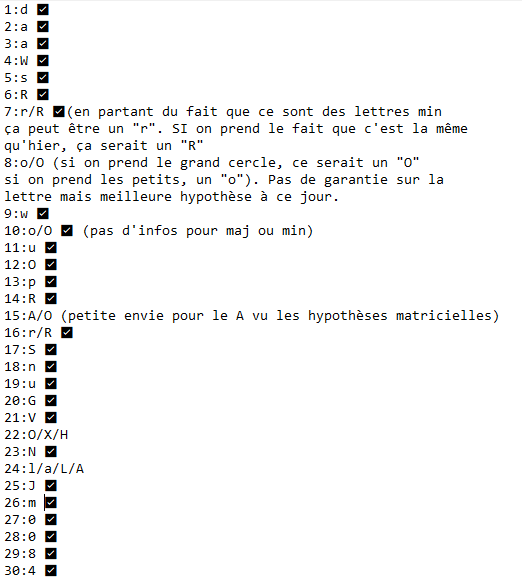 1:d ☑
2:a ☑
3:a ☑
4:W ☑
5:s ☑
6:R ☑
7:r/R ☑(en partant du fait que ce sont des lettres min
ça peut être un "r". SI on prend le fait que c'est la même
qu'hier, ça serait un "R"
8:o/O (si on prend le grand cercle, ce serait un "O"
si on prend les petits, un "o"). Pas de garantie sur la
lettre mais meilleure hypothèse à ce jour.
9:w ☑
10:o/O ☑ (pas d'infos pour maj ou min)
11:u ☑
12:O ☑
13:p ☑
14:R ☑
15:A/O (petite envie pour le A vu les hypothèses matricielles)
16:r/R ☑
17:S ☑
18:n ☑
19:u ☑
20:G ☑
21:V ☑
22:O/X/H
23:N ☑
24:l/a/L/A
25:J ☑
26:m ☑
27:0 ☑
28:0 ☑
29:8 ☑
30:4 ☑